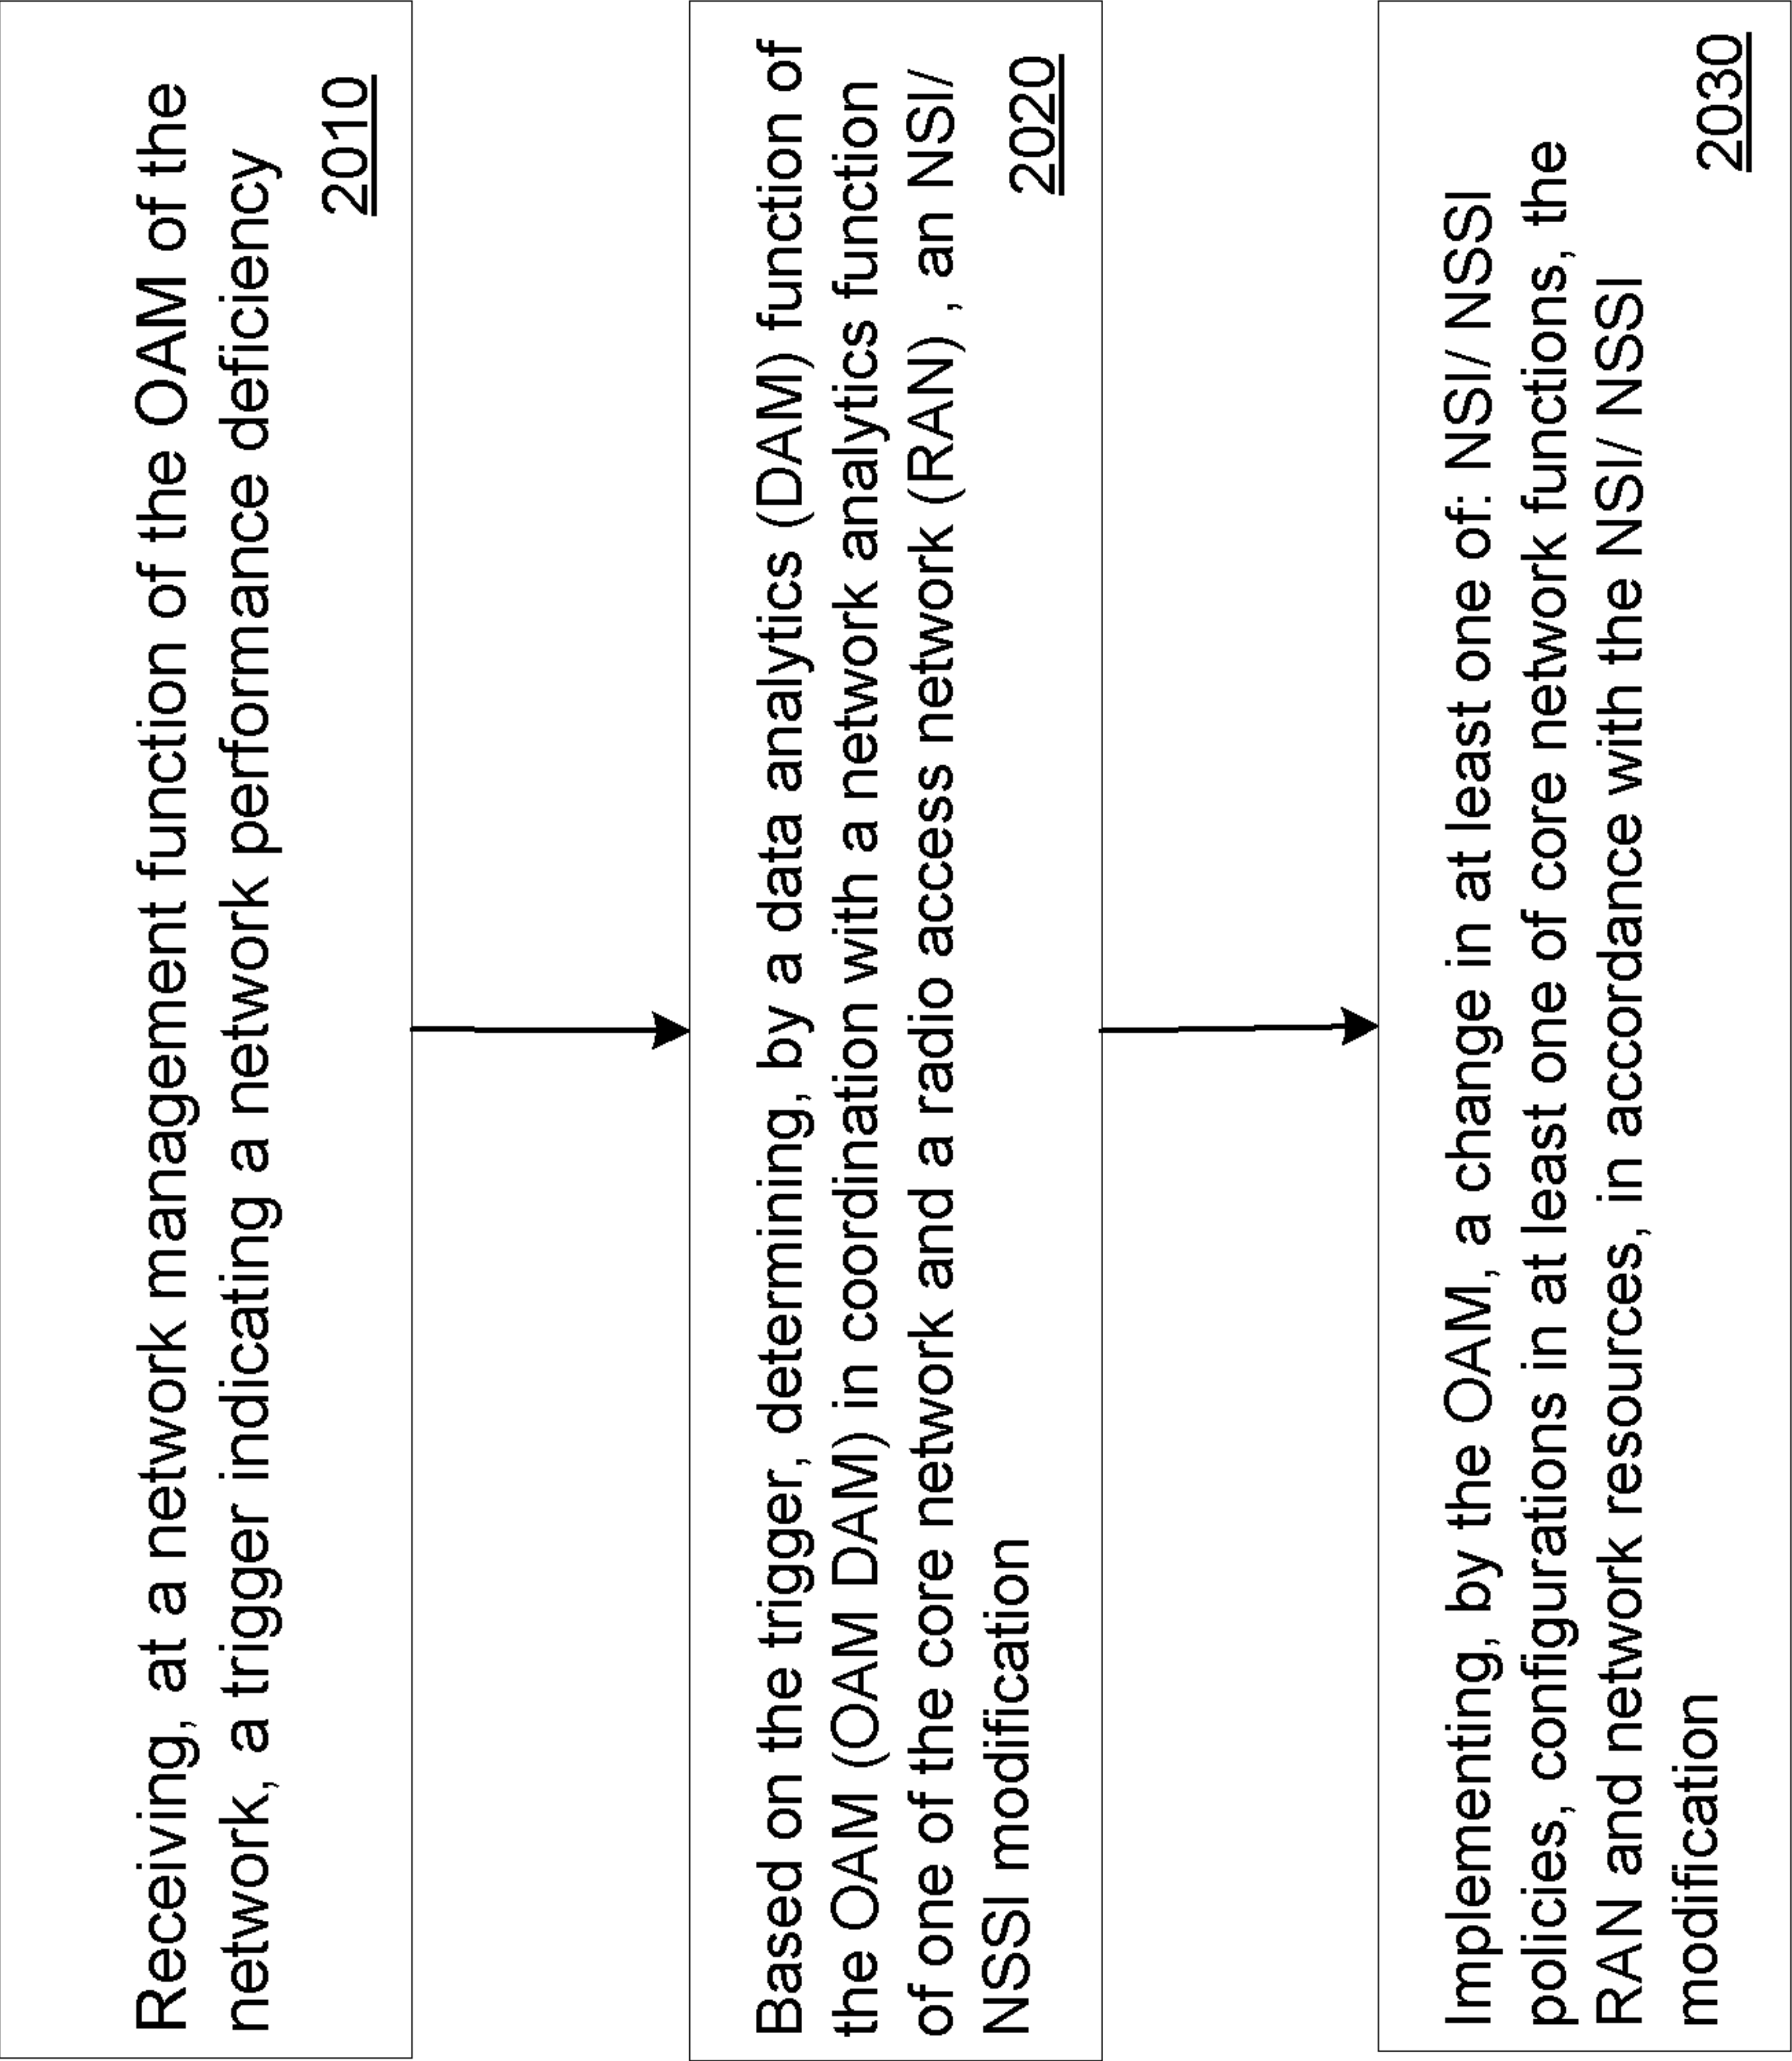 Receiving, at a network management function of the OAM of the
network, a trigger indicating a network performance deficiency
2010
Based on the trigger, determining, by a data analytics (DAM) function of
the OAM (OAM DAM) in coordination with a network analytics function
of one of the core network and a radio access network (RAN) , an NSI/
NSSI modification
2020
Implementing, by the OAM, a change in at least one of: NSI/ NSSI
policies, configurations in at least one of core network functions, the
RAN and network resources, in accordance with the NSI/ NSSI
modification
2030